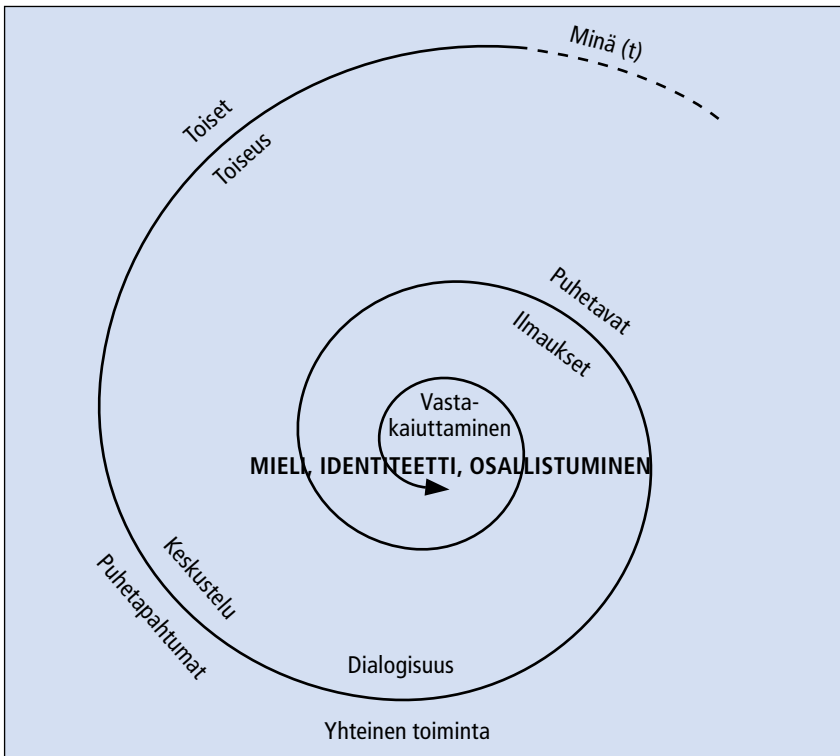 Minä (t)
Toiset
Toiseus
Puhetavat
Ilmaukset
Vasta-
kaiuttaminen
MIELI, IDENTITEETTI, OSALLISTUMINEN
Keskustelu
Puhetapahtumat
Dialogisuus
Yhteinen toiminta